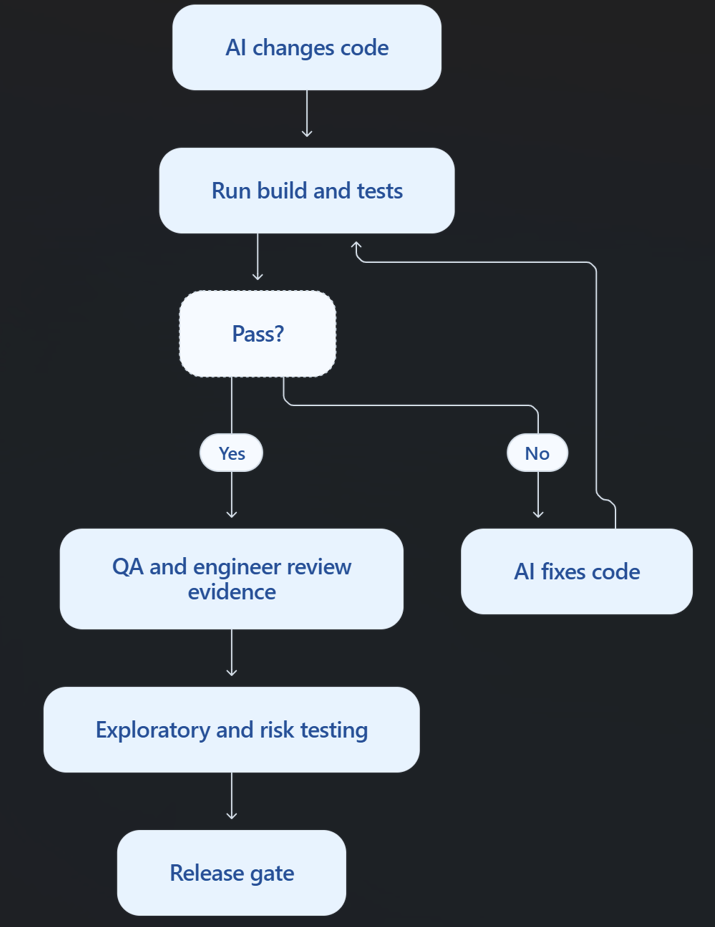 AI changes code
Run build and tests
Pass?
Yes
No
QA and engineer review
evidence
AI fixes code
Exploratory and risk testing
Release gate